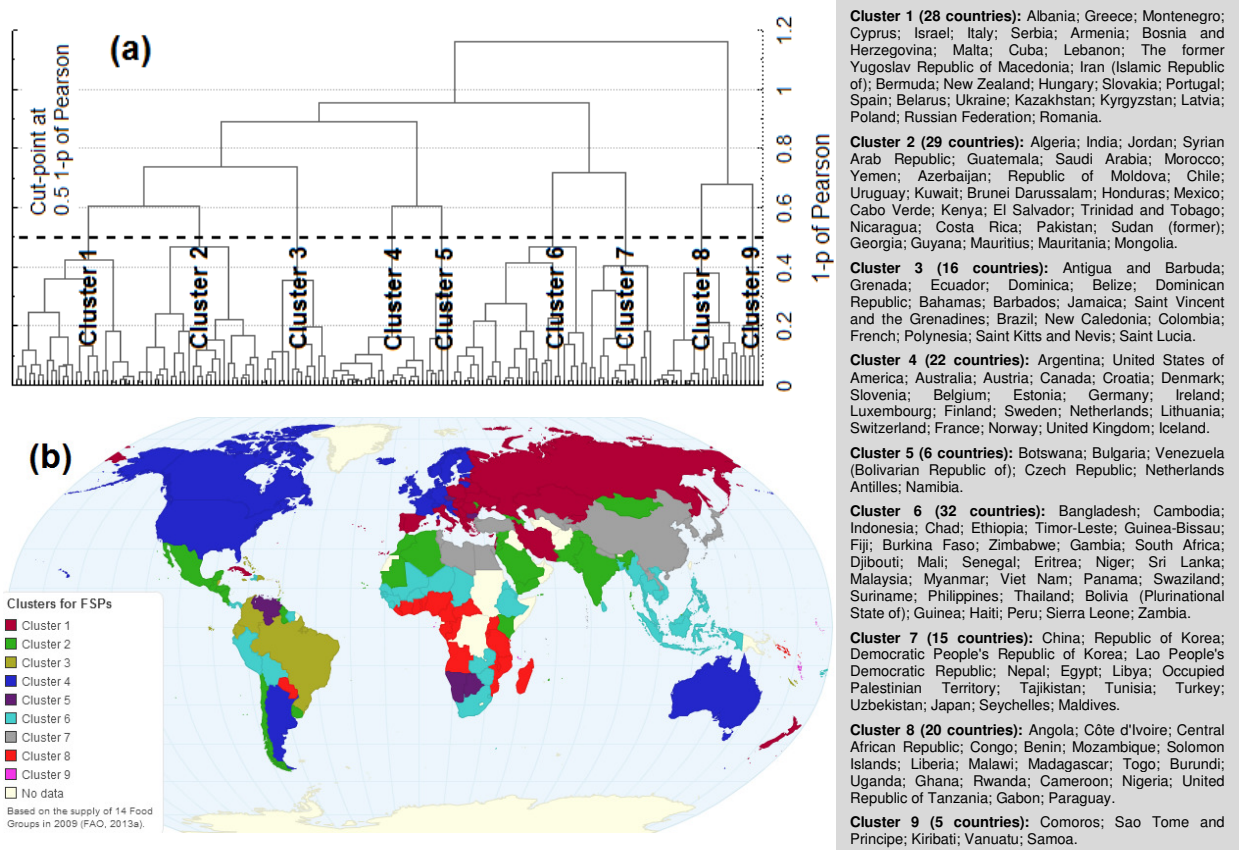 (a)
Cut-point at
0.5 1-p of Pearson
Cluster 1
Cluster 2
Cluster 3
Cluster 4
Cluster 5
Cluster 6
Cluster 7
Cluster 8
Cluster 9
1.2
1
0.8
0.6
0.4
0.2
0
1-p of Pearson
(b)
Clusters for FSPs
Cluster 1
Cluster 2
Cluster 3
Cluster 4
Cluster 5
Cluster 6
Cluster 7
Cluster 8
Cluster 9
No data
Based on the supply of 14 Food
Groups in 2009 (FAO, 2013a).
Cluster 1 (28 countries): Albania; Greece; Montenegro;
Cyprus; Israel; Italy; Serbia; Armenia; Bosnia and
Herzegovina; Malta; Cuba; Lebanon; The former
Yugoslav Republic of Macedonia; Iran (Islamic Republic
of); Bermuda; New Zealand; Hungary; Slovakia; Portugal;
Spain; Belarus; Ukraine; Kazakhstan; Kyrgyzstan; Latvia;
Poland; Russian Federation; Romania.
Cluster 2 (29 countries): Algeria; India; Jordan; Syrian
Arab Republic; Guatemala; Saudi Arabia; Morocco;
Yemen; Azerbaijan; Republic of Moldova; Chile;
Uruguay; Kuwait; Brunei Darussalam; Honduras; Mexico;
Cabo Verde; Kenya; El Salvador; Trinidad and Tobago;
Nicaragua; Costa Rica; Pakistan; Sudan (former);
Georgia; Guyana; Mauritius; Mauritania; Mongolia.
Cluster 3 (16 countries): Antigua and Barbuda;
Grenada; Ecuador; Dominica; Belize; Dominican
Republic; Bahamas; Barbados; Jamaica; Saint Vincent
and the Grenadines; Brazil; New Caledonia; Colombia;
French; Polynesia; Saint Kitts and Nevis; Saint Lucia.
Cluster 4 (22 countries): Argentina; United States of
America; Australia; Austria; Canada; Croatia; Denmark;
Slovenia; Belgium; Estonia; Germany; Ireland;
Luxembourg; Finland; Sweden; Netherlands; Lithuania;
Switzerland; France; Norway; United Kingdom; Iceland.
Cluster 5 (6 countries): Botswana; Bulgaria; Venezuela
(Bolivarian Republic of); Czech Republic; Netherlands
Antilles; Namibia.
Cluster 6 (32 countries): Bangladesh; Cambodia;
Indonesia; Chad; Ethiopia; Timor-Leste; Guinea-Bissau;
Fiji; Burkina Faso; Zimbabwe; Gambia; South Africa;
Djibouti; Mali; Senegal; Eritrea; Niger; Sri Lanka;
Malaysia; Myanmar; Viet Nam; Panama; Swaziland;
Suriname; Philippines; Thailand; Bolivia (Plurinational
State of); Guinea; Haiti; Peru; Sierra Leone; Zambia.
Cluster 7 (15 countries): China; Republic of Korea;
Democratic People's Republic of Korea; Lao People's
Democratic Republic; Nepal; Egypt; Libya; Occupied
Palestinian Territory; Tajikistan; Tunisia; Turkey;
Uzbekistan; Japan; Seychelles; Maldives.
Cluster 8 (20 countries): Angola; Côte d'Ivoire; Central
African Republic; Congo; Benin; Mozambique; Solomon
Islands; Liberia; Malawi; Madagascar; Togo; Burundi;
Uganda; Ghana; Rwanda; Cameroon; Nigeria; United
Republic of Tanzania; Gabon; Paraguay.
Cluster 9 (5 countries): Comoros; Sao Tome and
Principe; Kiribati; Vanuatu; Samoa.